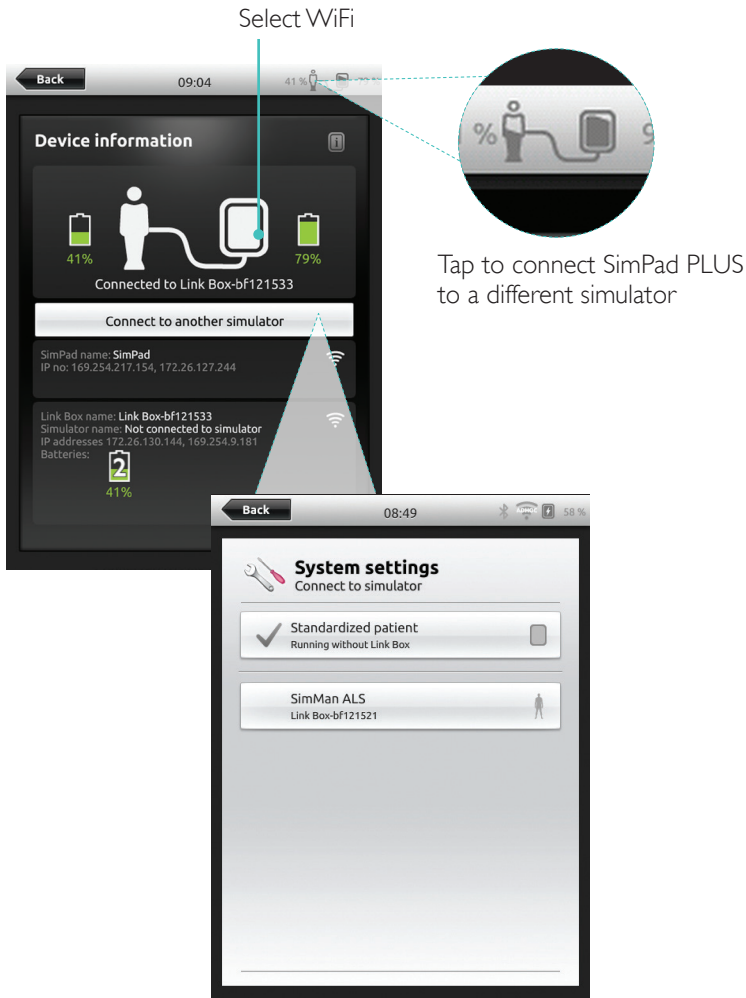 Select WiFi
Back
09:04
41 %
79 %
%
9
Device information
41%
79%
Connected to Link Box-bf121533
Tap to connect SimPad PLUS
to a different simulator
Connect to another simulator
SimPad name: SimPad
IP no: 169.254.217.154, 172.26.127.244
Link Box name: Link Box-bf121533
Simulator name: Not connected to simulator
IP addresses 172.26.130.144, 169.254.9.181
Batteries:
2
41%
Back
08:49
58 %
System settings
Connect to simulator
Standardized patient
Running without Link Box
SimMan ALS
Link Box-bf121521